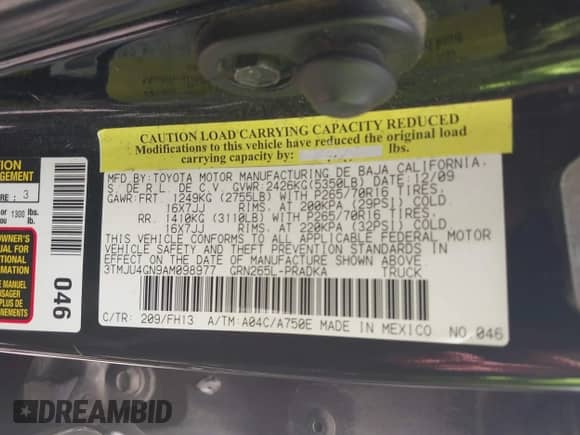 CAUTION LOAD CARRYING CAPACITY REDUCED
Modifications to this vehicle have reduced the original load
carrying capacity by: lbs.
MFD.BY:TOYOTA MOTOR MANUFACTURING DE BAJA CALIFORNIA.
S. DE R.L. DE C.V. GVWR:2426KG(5350LB) DATE:12/09
GAWR:FRT. 1249KG (2755LB) WITH P265/70R16 TIRES.
16X7JJ RIMS. AT 200KPA (29PSI) COLD.
RR. 1410KG (3110LB) WITH P265/70R16 TIRES.
16X7JJ RIMS. AT 220KPA (32PSI) COLD.
THIS VEHICLE CONFORMS TO ALL APPLICABLE FEDERAL MOTOR
VEHICLE SAFETY AND THEFT PREVENTION STANDARDS IN
EFFECT ON THE DATE OF MANUFACTURE SHOWN ABOVE.
3TMJU4GN9AM098977 GRN265L-PRADKA TRUCK
C/TR: 209/FH13 A/TM:A04C/A750E MADE IN MEXICO NO. 046
3
or 1300 lbs.
OWNER'S
046
DREAMBID